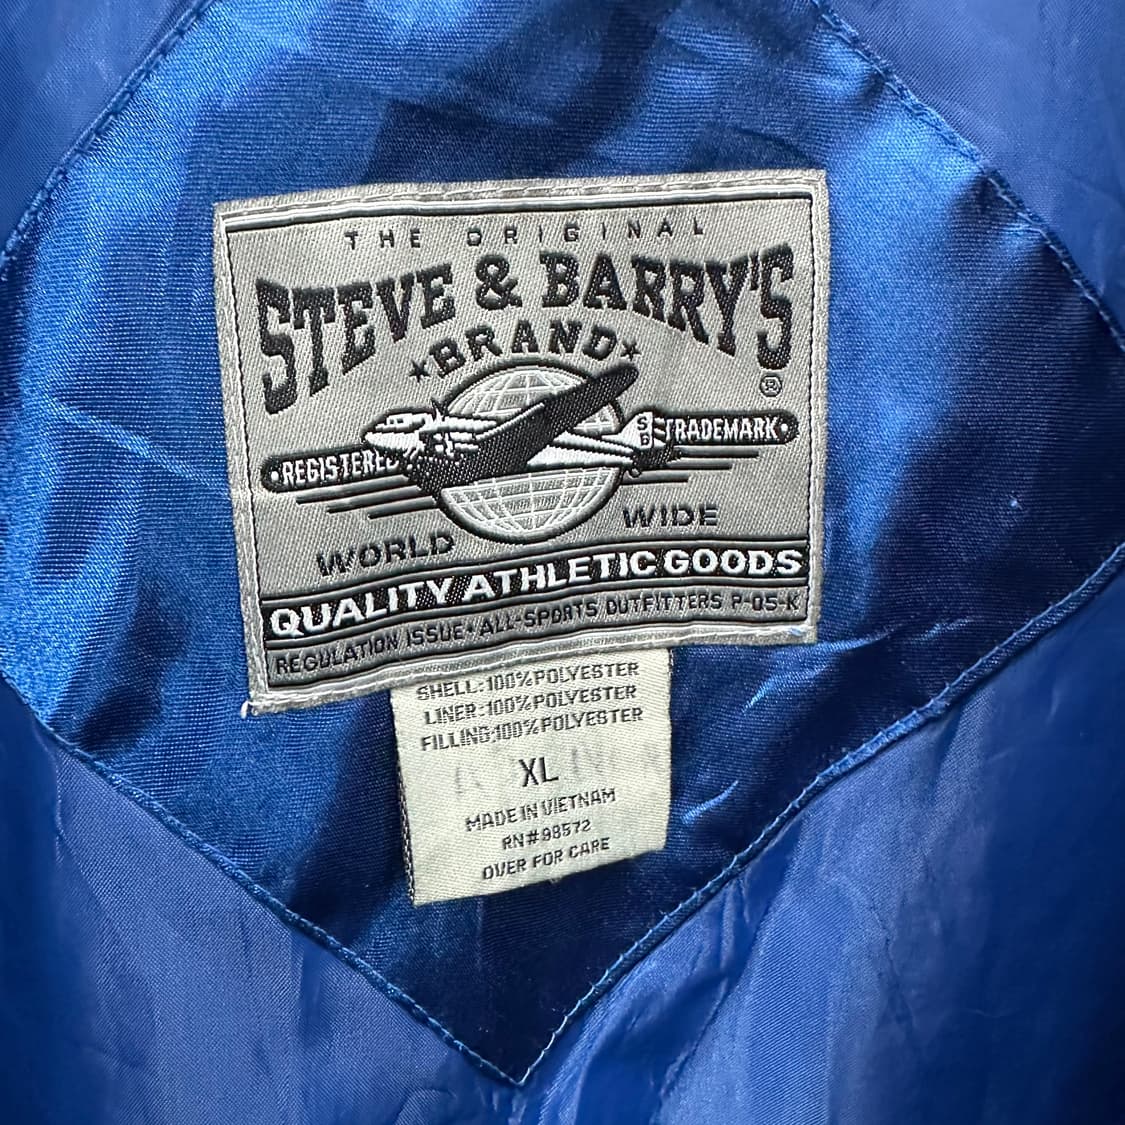 THE ORIGINAL
STEVE & BARRY'S
®
★BRAND★
•REGISTERED
SB
TRADEMARK•
WORLD WIDE
QUALITY ATHLETIC GOODS
REGULATION ISSUE•ALL-SPORTS OUTFITTERS P-05-K
SHELL:100%POLYESTER
LINER:100%POLYESTER
FILLING:100%POLYESTER
XL
MADE IN VIETNAM
RN#98572
OVER FOR CARE